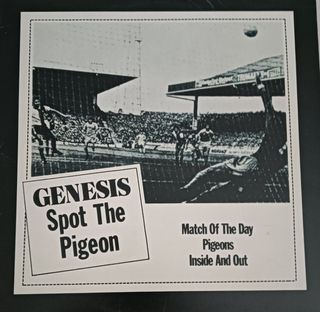 GENESIS
Spot The
Pigeon
Match Of The Day
Pigeons
Inside And Out